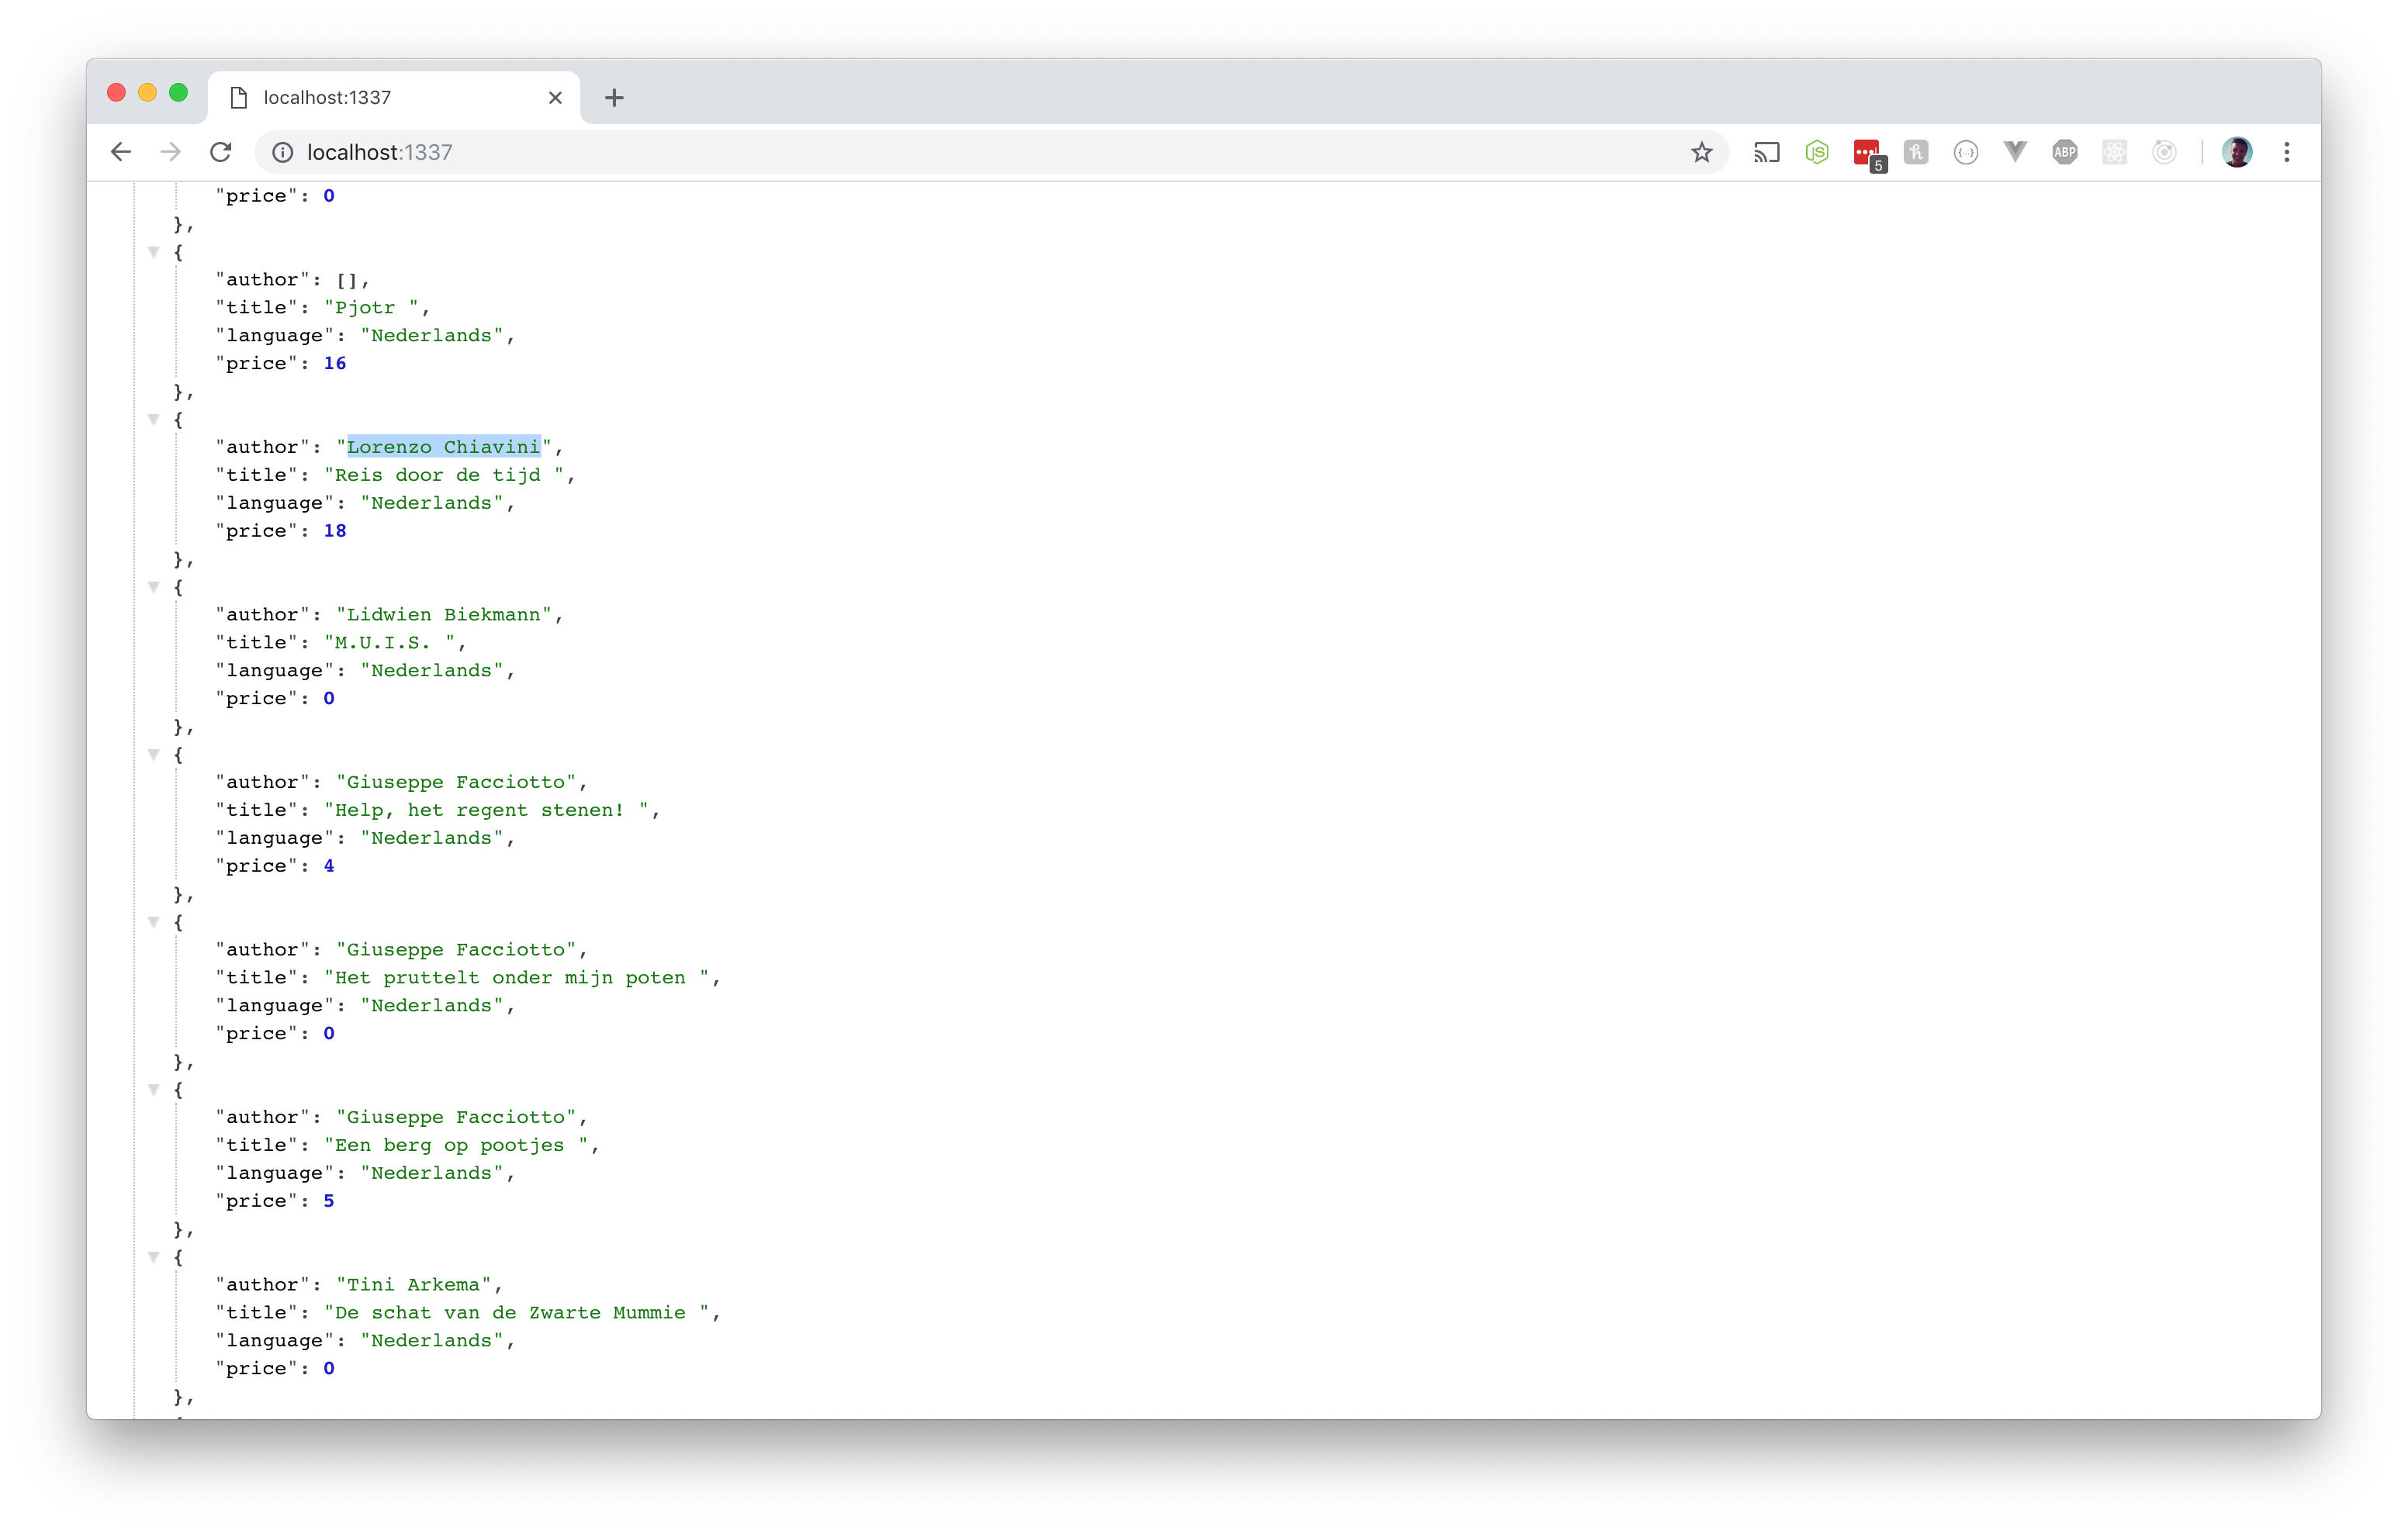 localhost:1337
localhost:1337
5
ABP
"price": 0
},
{
"author": [],
"title": "Pjotr ",
"language": "Nederlands",
"price": 16
},
{
"author": "Lorenzo Chiavini",
"title": "Reis door de tijd ",
"language": "Nederlands",
"price": 18
},
{
"author": "Lidwien Biekmann",
"title": "M.U.I.S. ",
"language": "Nederlands",
"price": 0
},
{
"author": "Giuseppe Facciotto",
"title": "Help, het regent stenen! ",
"language": "Nederlands",
"price": 4
},
{
"author": "Giuseppe Facciotto",
"title": "Het pruttelt onder mijn poten ",
"language": "Nederlands",
"price": 0
},
{
"author": "Giuseppe Facciotto",
"title": "Een berg op pootjes ",
"language": "Nederlands",
"price": 5
},
{
"author": "Tini Arkema",
"title": "De schat van de Zwarte Mummie ",
"language": "Nederlands",
"price": 0
},